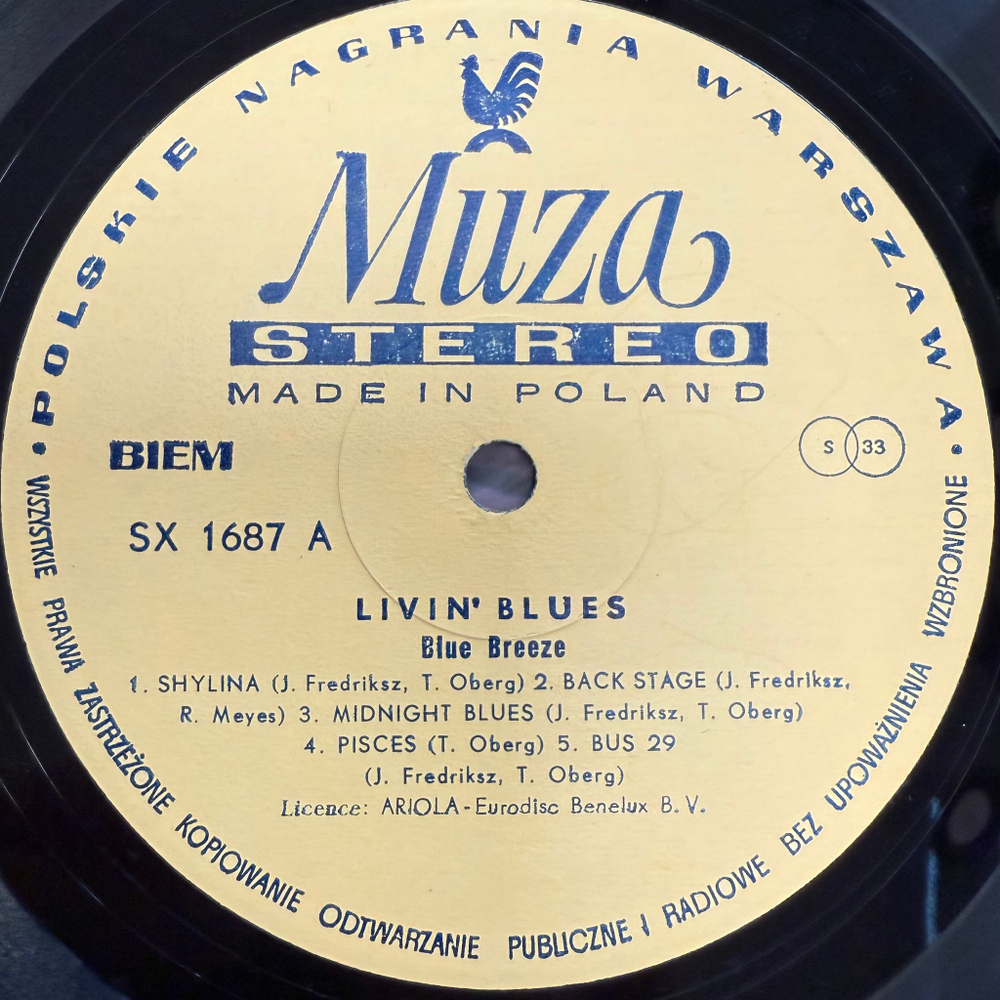 POLSKIE NAGRANIA WARSZAWA
Muza
STEREO
MADE IN POLAND
BIEM
S 33
SX 1687 A
LIVIN' BLUES
Blue Breeze
1. SHYLINA (J. Fredriksz, T. Oberg) 2. BACK STAGE (J. Fredriksz,
R. Meyes) 3. MIDNIGHT BLUES (J. Fredriksz, T. Oberg)
4. PISCES (T. Oberg) 5. BUS 29
(J. Fredriksz, T. Oberg)
Licence: ARIOLA-Eurodisc Benelux B. V.
WSZYSTKIE PRAWA ZASTRZEŻONE KOPIOWANIE ODTWARZANIE PUBLICZNE I RADIOWE BEZ UPOWAŻNIENIA WZBRONIONE